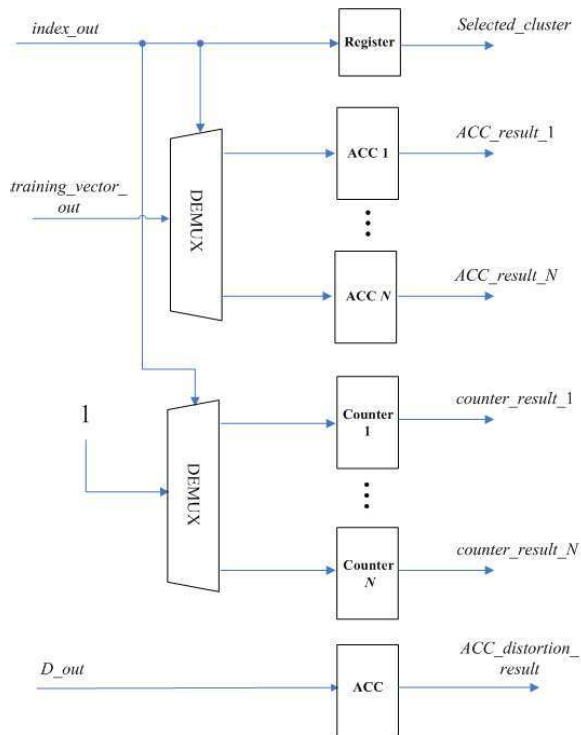 index_out
Register
Selected_cluster
training_vector_
out
DEMUX
ACC 1
ACC_result_1
ACC N
ACC_result_N
1
DEMUX
Counter
1
counter_result_1
Counter
N
counter_result_N
D_out
ACC
ACC_distortion_
result